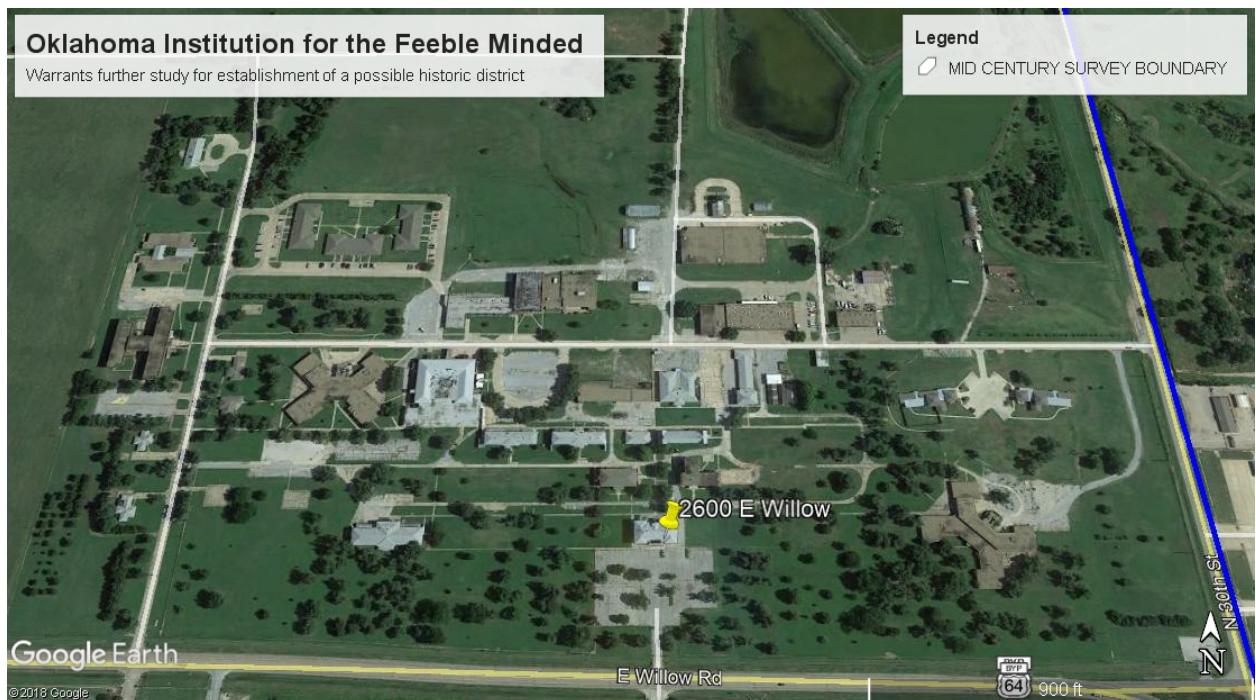 Oklahoma Institution for the Feeble Minded
Warrants further study for establishment of a possible historic district
Legend
MID CENTURY SURVEY BOUNDARY
2600 E Willow
N 30th St
N
Google Earth
E Willow Rd
BYP
64
900 ft
©2018 Google